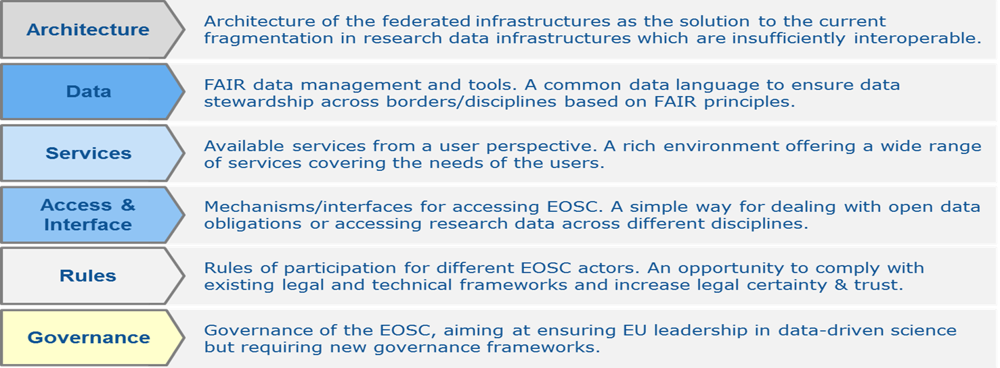 Architecture
Architecture of the federated infrastructures as the solution to the current
fragmentation in research data infrastructures which are insufficiently interoperable.
Data
FAIR data management and tools. A common data language to ensure data
stewardship across borders/disciplines based on FAIR principles.
Services
Available services from a user perspective. A rich environment offering a wide range
of services covering the needs of the users.
Access &
Interface
Mechanisms/interfaces for accessing EOSC. A simple way for dealing with open data
obligations or accessing research data across different disciplines.
Rules
Rules of participation for different EOSC actors. An opportunity to comply with
existing legal and technical frameworks and increase legal certainty & trust.
Governance
Governance of the EOSC, aiming at ensuring EU leadership in data-driven science
but requiring new governance frameworks.